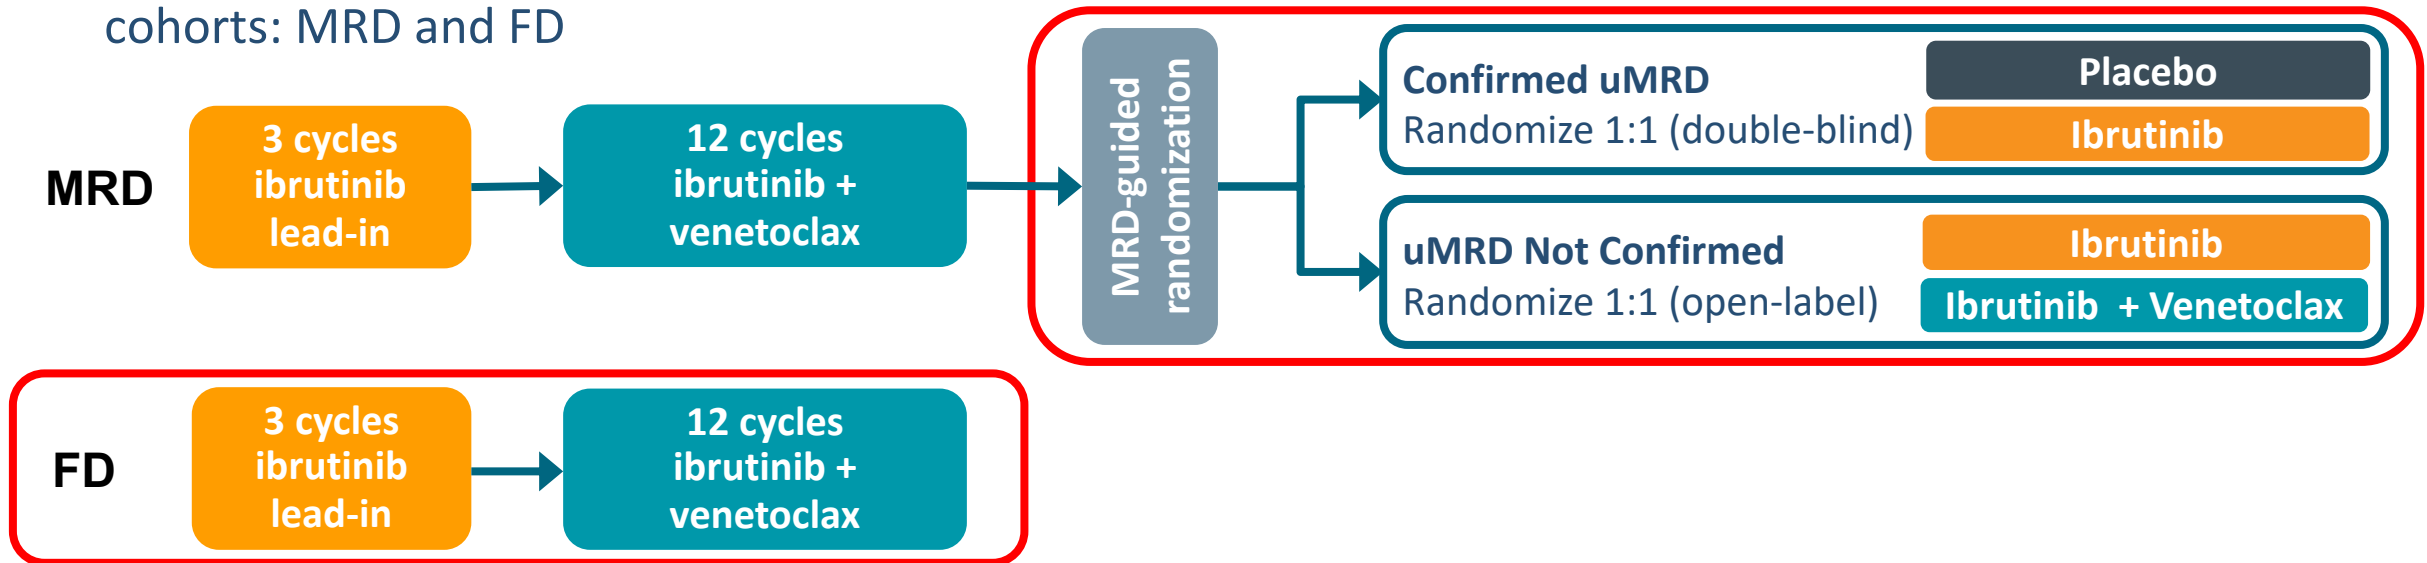 cohorts: MRD and FD
MRD
3 cycles
ibrutinib
lead-in
12 cycles
ibrutinib +
venetoclax
MRD-guided
randomization
Confirmed uMRD
Randomize 1:1 (double-blind)
Placebo
Ibrutinib
uMRD Not Confirmed
Randomize 1:1 (open-label)
Ibrutinib
Ibrutinib + Venetoclax
FD
3 cycles
ibrutinib
lead-in
12 cycles
ibrutinib +
venetoclax